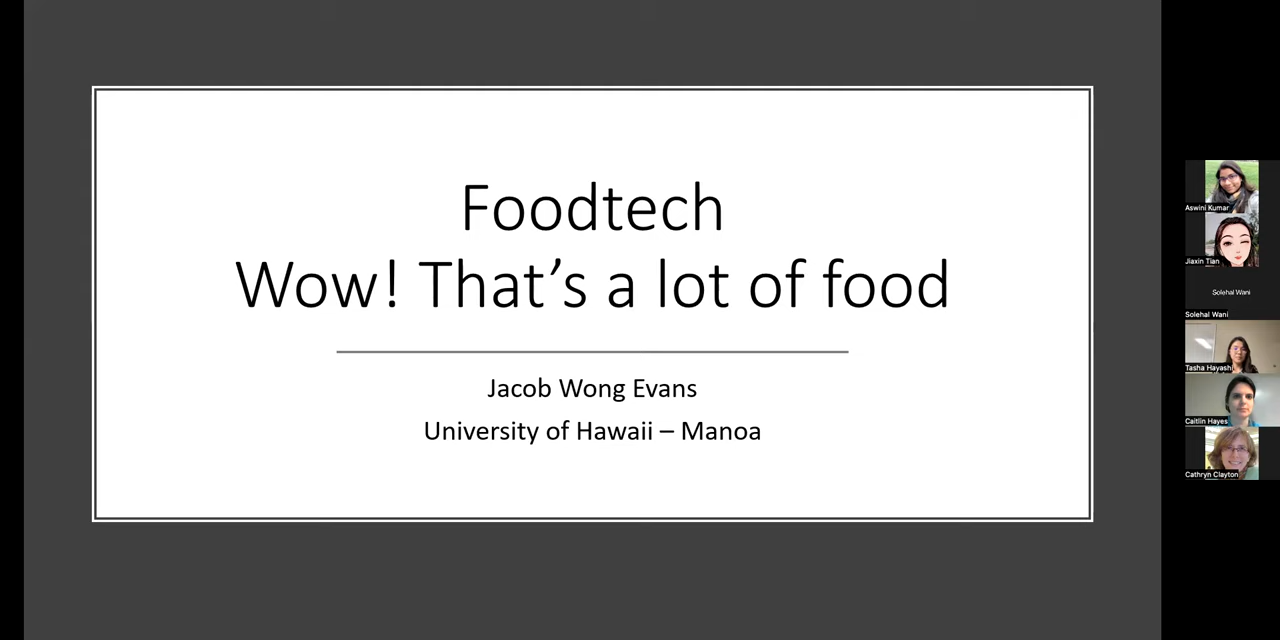 Foodtech
Wow! That’s a lot of food
Jacob Wong Evans
University of Hawaii – Manoa
Aswini Kumar
Jiaxin Tian
Solehal Wani
Solehal Wani
Tasha Hayashi
Caitlin Hayes
Cathryn Clayton